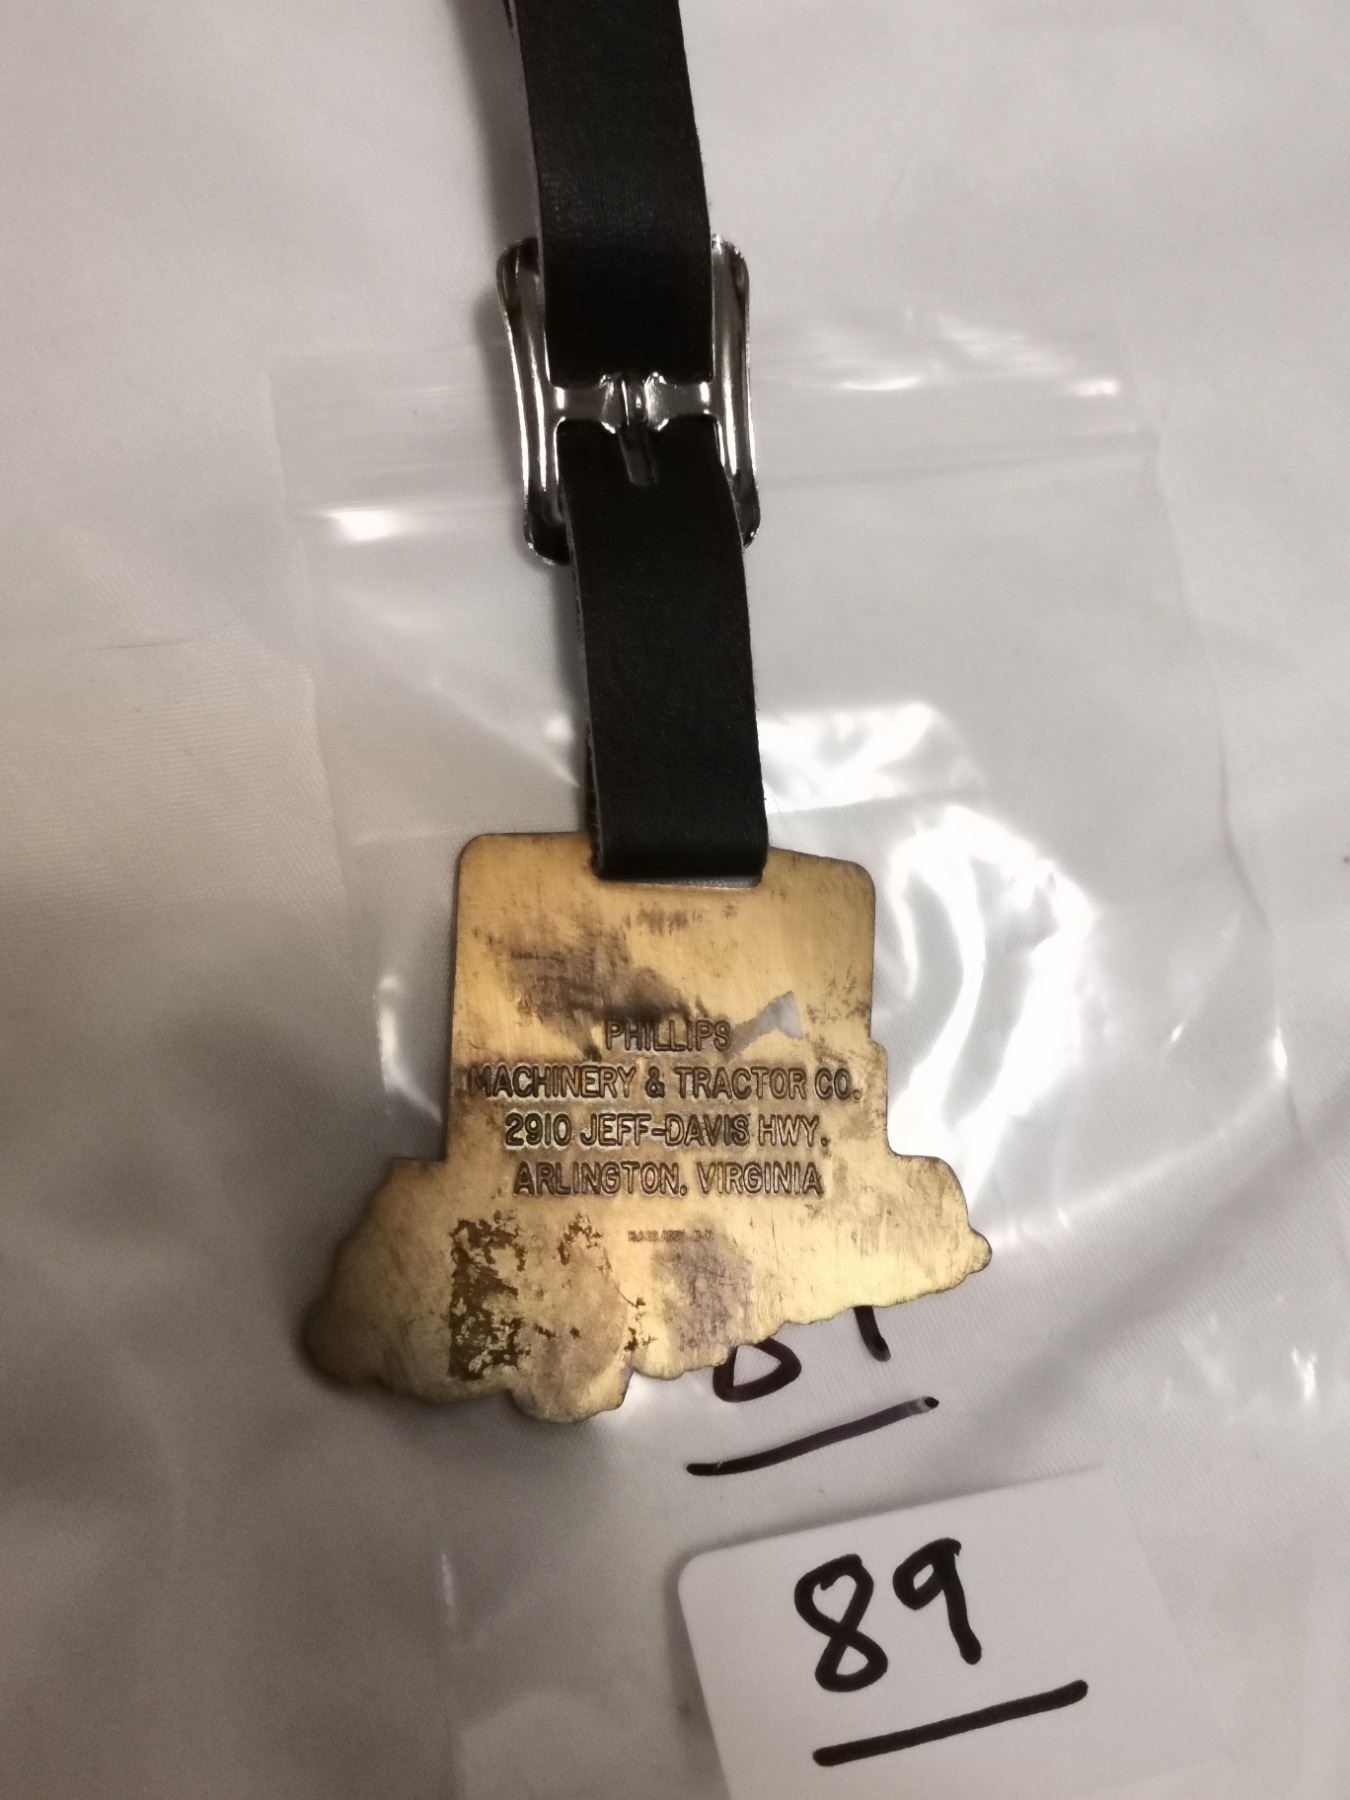 PHILLIPS
MACHINERY & TRACTOR CO.
2910 JEFF-DAVIS HWY.
ARLINGTON, VIRGINIA
89